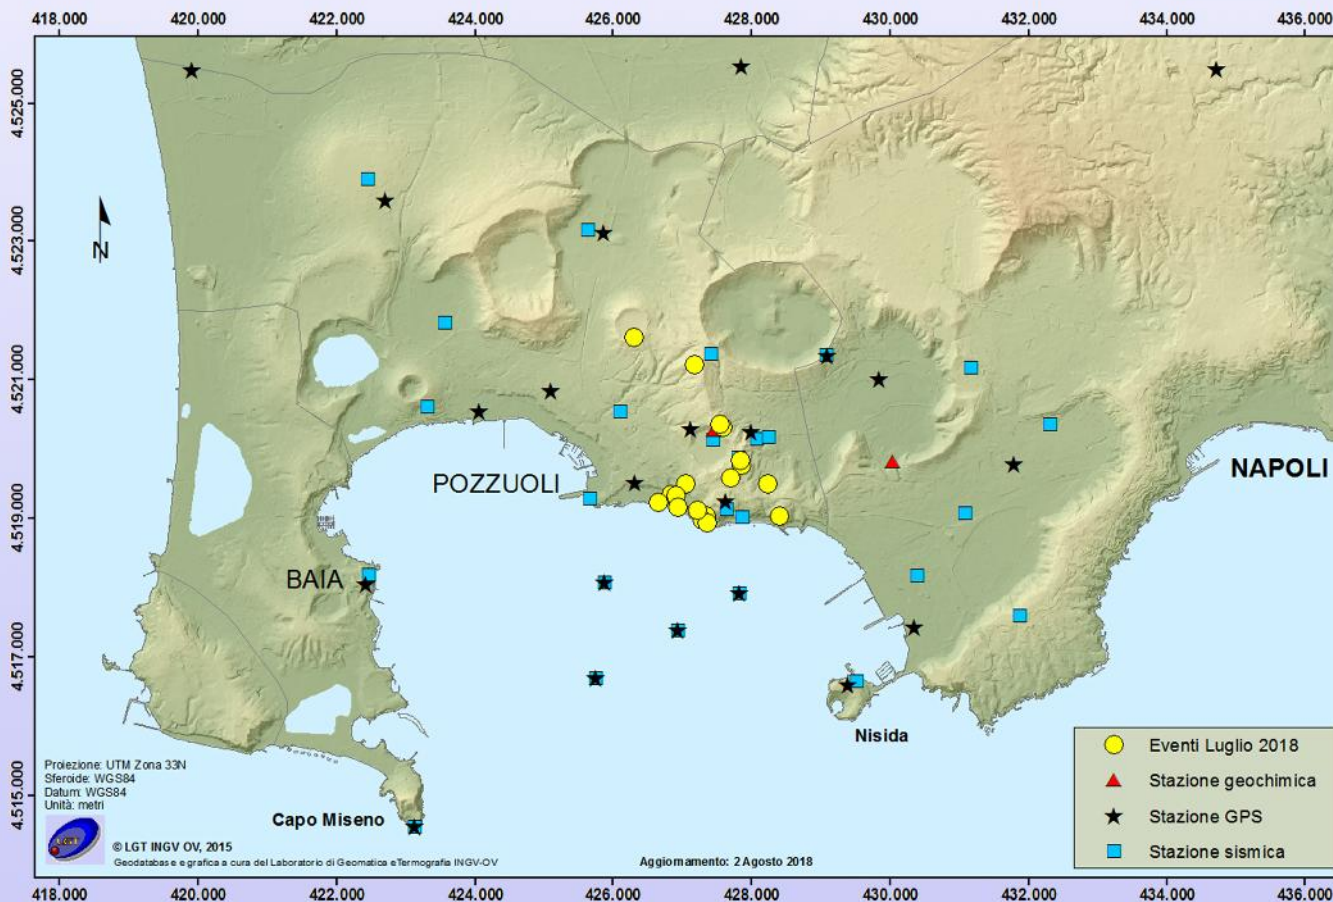 418.000 420.000 422.000 424.000 426.000 428.000 430.000 432.000 434.000 436.000
4.525.000
4.523.000
N
4.521.000
POZZUOLI
NAPOLI
4.519.000
BAIA
4.517.000
Nisida
Eventi Luglio 2018
Stazione geochimica
Stazione GPS
Stazione sismica
4.515.000
Proiezione: UTM Zona 33N
Sferoide: WGS84
Datum: WGS84
Unità: metri
Capo Miseno
© LGT INGV OV, 2015
Geodatabase e grafica a cura del Laboratorio di Geomatica e Termografia INGV-OV
Aggiornamento: 2 Agosto 2018
418.000 420.000 422.000 424.000 426.000 428.000 430.000 432.000 434.000 436.000